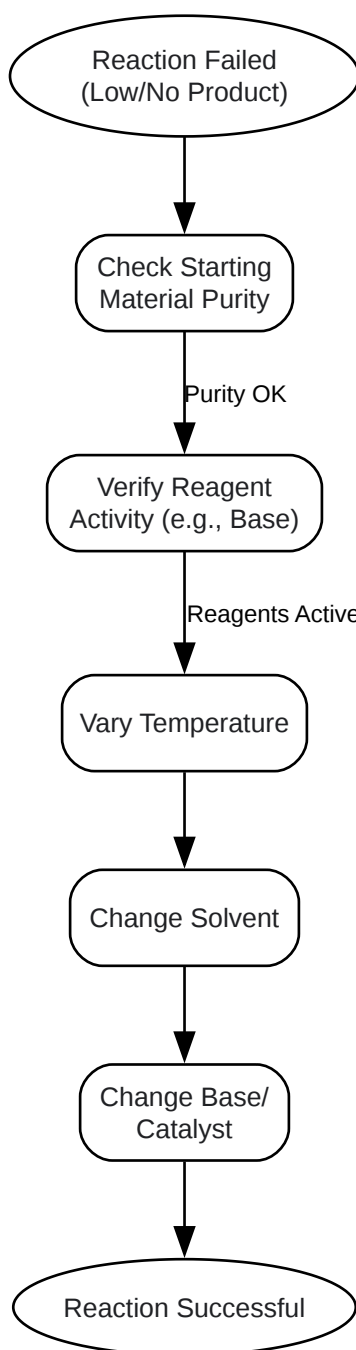 Reaction Failed
(Low/No Product)
Check Starting
Material Purity
Purity OK
Verify Reagent
Activity (e.g., Base)
Reagents Active
Vary Temperature
Change Solvent
Change Base/
Catalyst
Reaction Successful